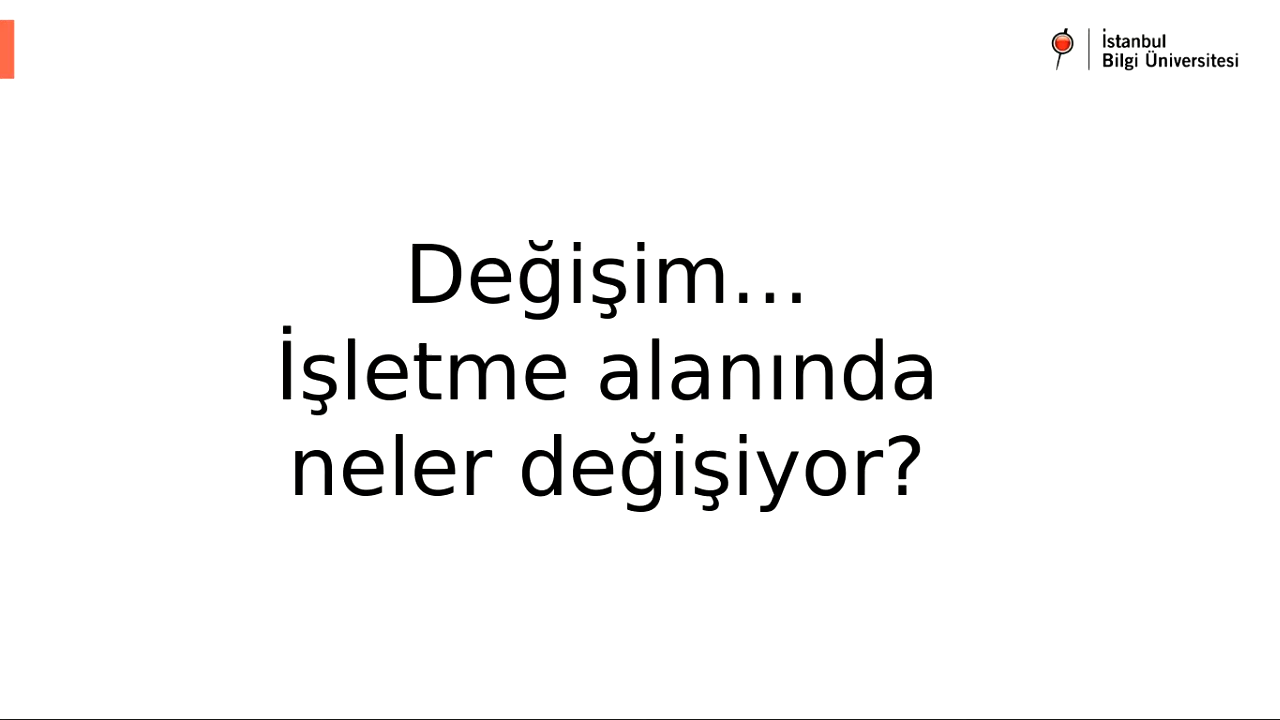 İstanbul
Bilgi Üniversitesi
Değişim...
İşletme alanında
neler değişiyor?